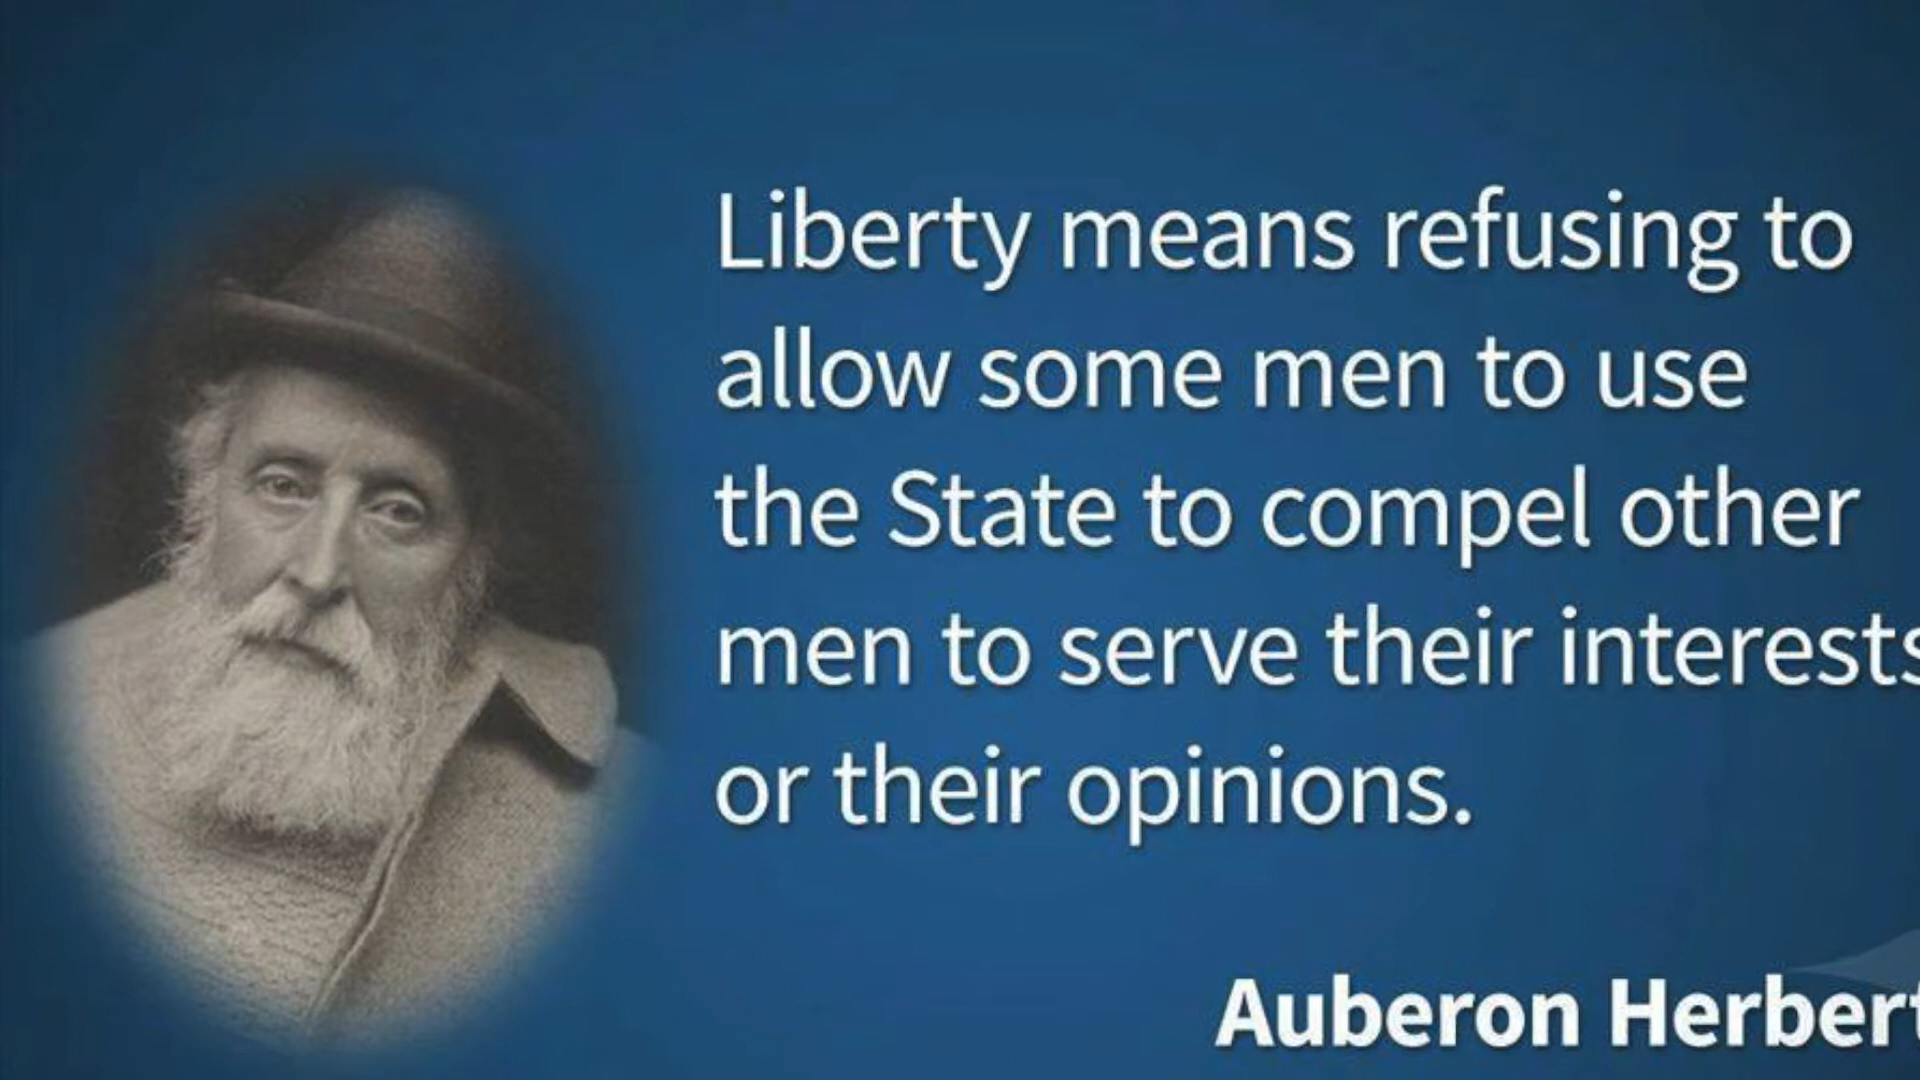 Liberty means refusing to
allow some men to use
the State to compel other
men to serve their interests
or their opinions.
Auberon Herbert